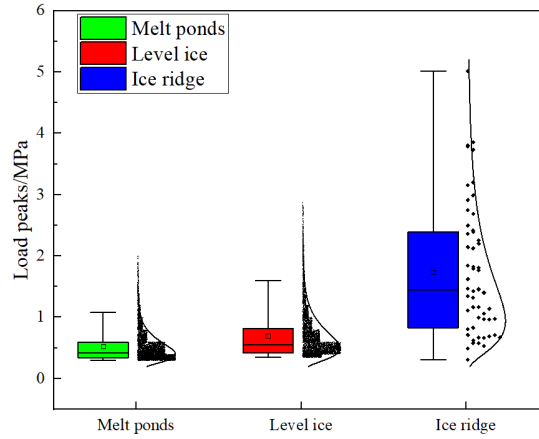 6
5
4
3
2
1
0
Load peaks/MPa
Melt ponds
Level ice
Ice ridge
Melt ponds Level ice Ice ridge